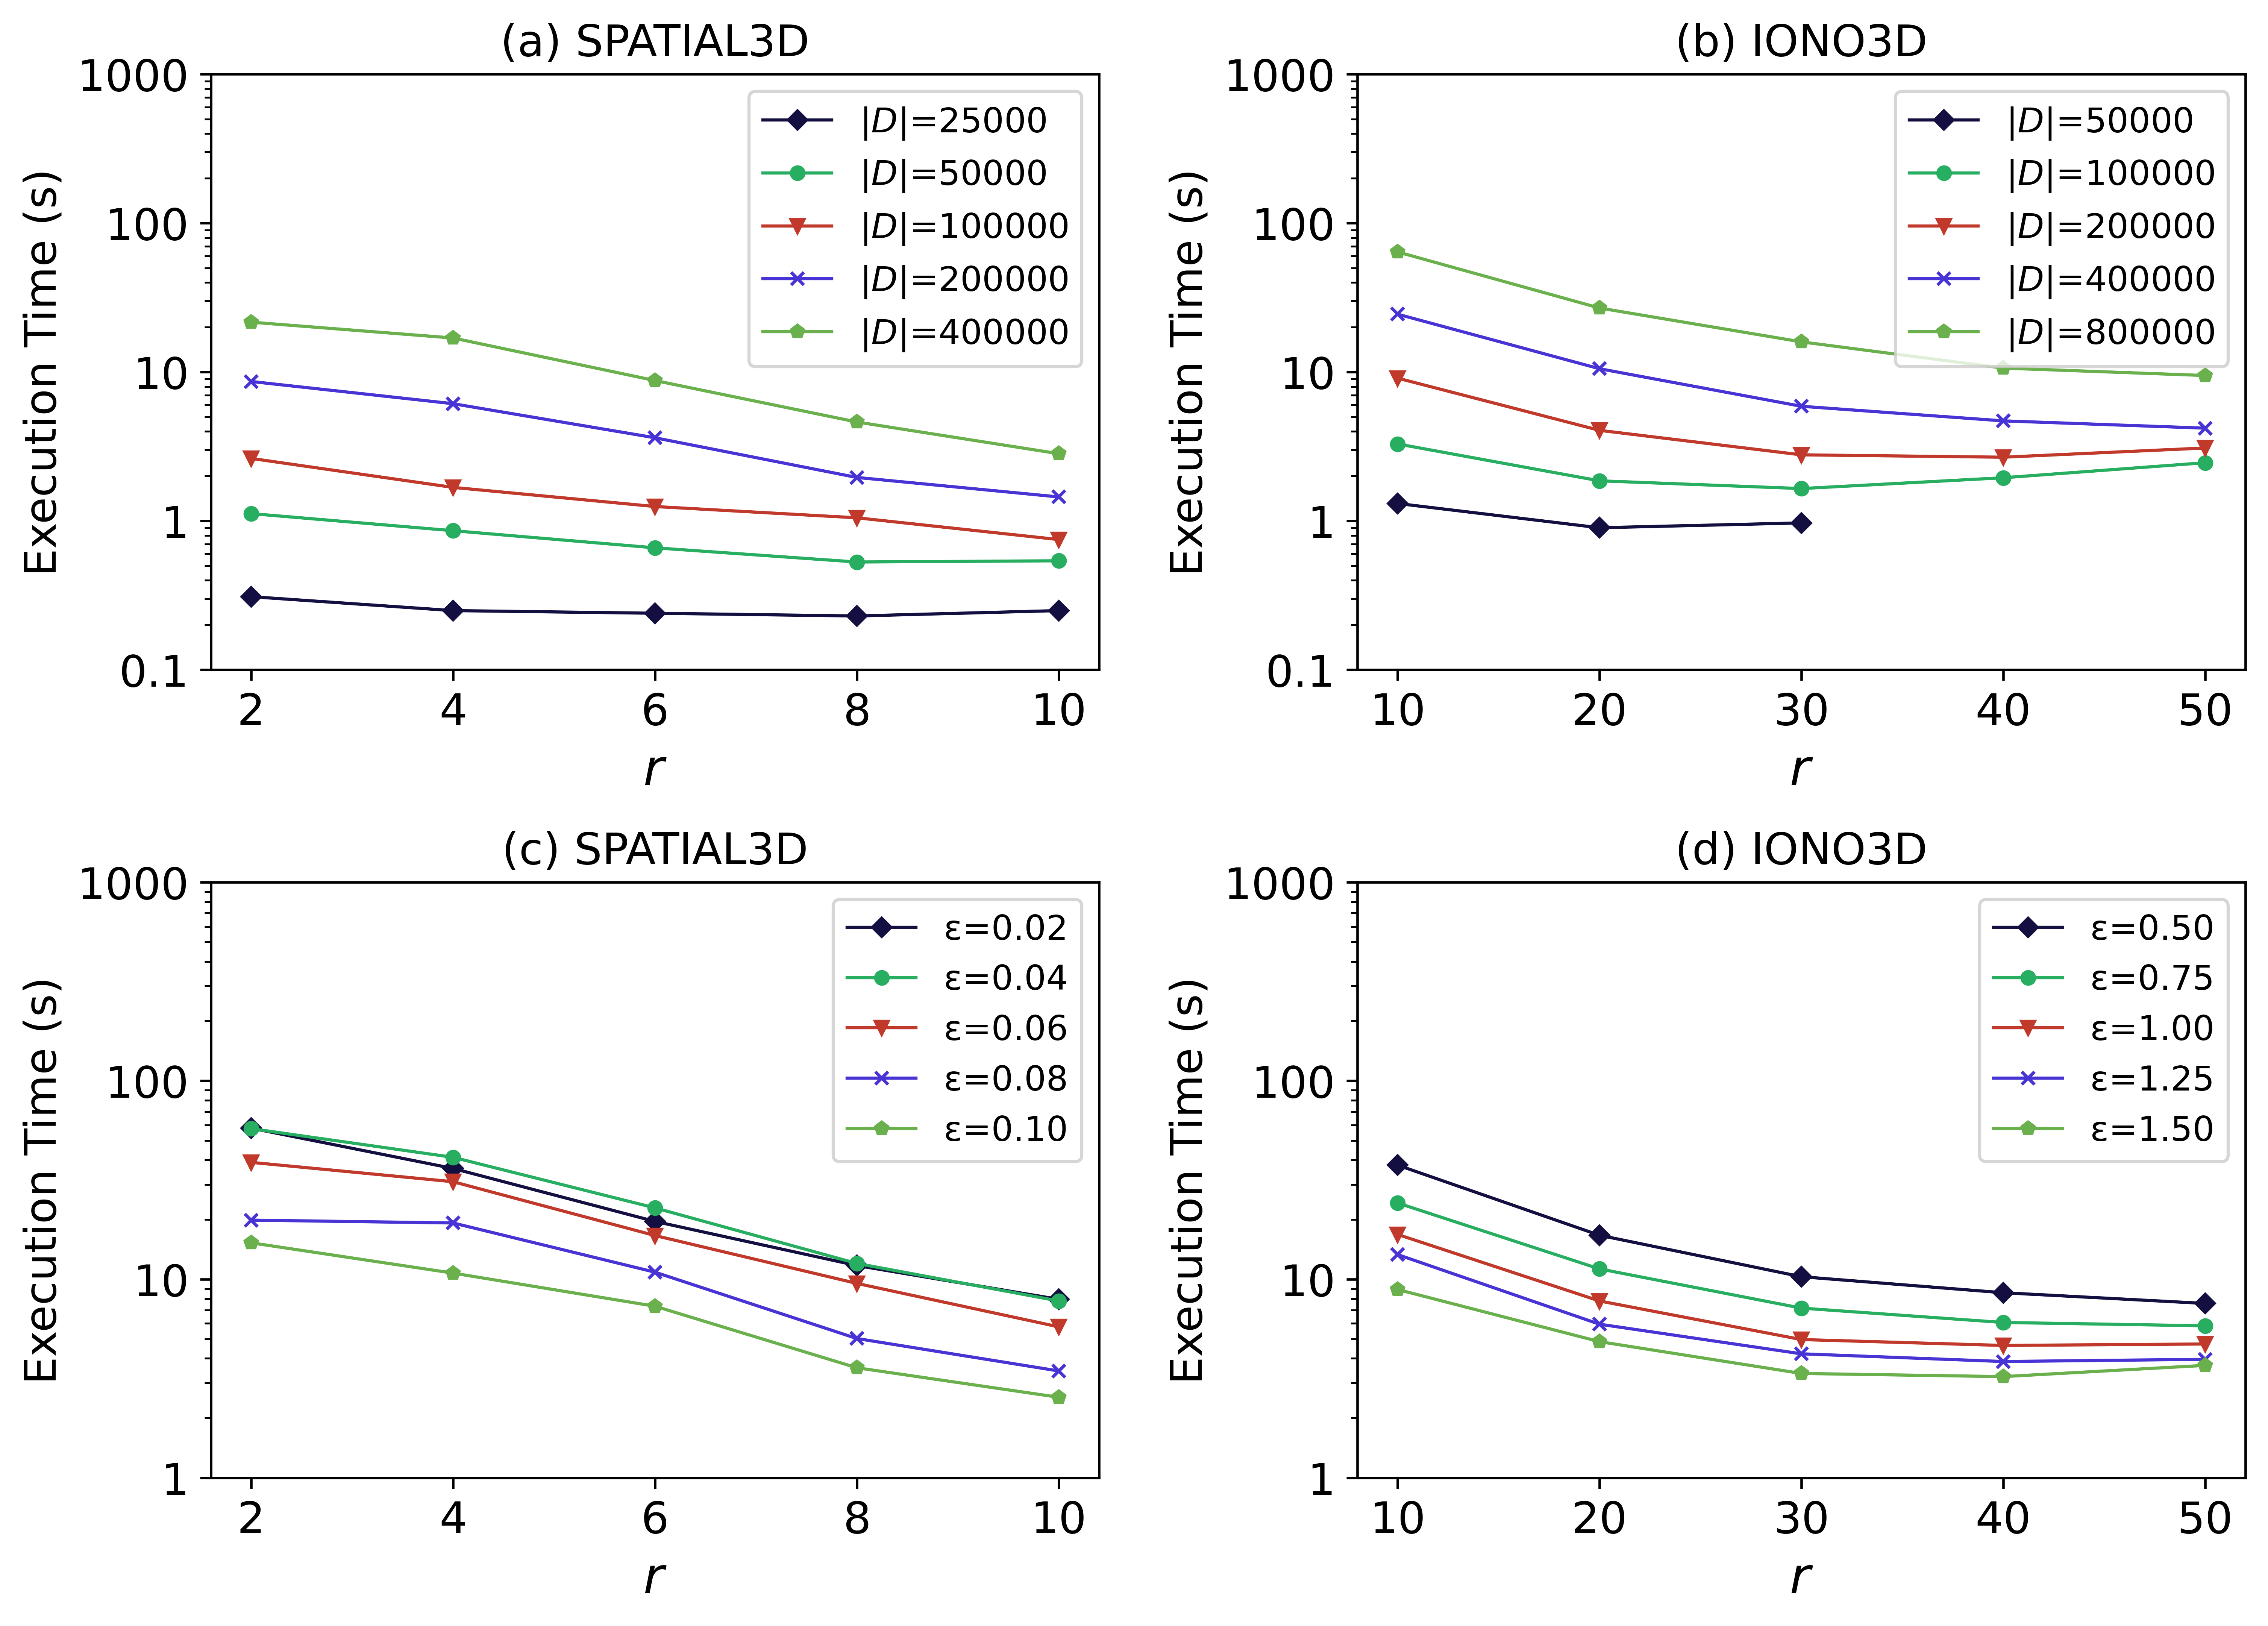 (a) SPATIAL3D
Execution Time (s)
1000
100
10
1
0.1
|D|=25000
|D|=50000
|D|=100000
|D|=200000
|D|=400000
2 4 6 8 10
r
(b) IONO3D
Execution Time (s)
1000
100
10
1
0.1
|D|=50000
|D|=100000
|D|=200000
|D|=400000
|D|=800000
10 20 30 40 50
r
(c) SPATIAL3D
Execution Time (s)
1000
100
10
1
ε=0.02
ε=0.04
ε=0.06
ε=0.08
ε=0.10
2 4 6 8 10
r
(d) IONO3D
Execution Time (s)
1000
100
10
1
ε=0.50
ε=0.75
ε=1.00
ε=1.25
ε=1.50
10 20 30 40 50
r